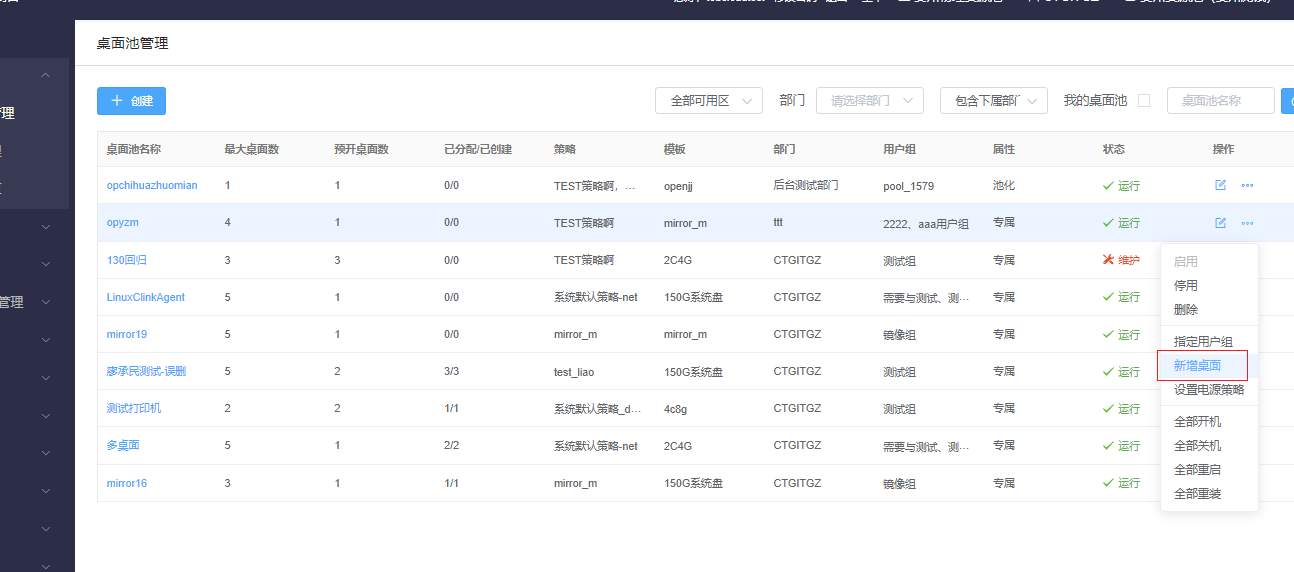 桌面池管理
创建 全部可用区 部门 请选择部门 包含下属部门 我的桌面池 桌面池名称
理
管理
桌面池名称 最大桌面数 预开桌面数 已分配/已创建 策略 模板 部门 用户组 属性 状态 操作
opchihuazhuomian 1 1 0/0 TEST策略啊，... openjj 后台测试部门 pool_1579 池化 运行
opyzm 4 1 0/0 TEST策略啊 mirror_m ttt 2222、aaa用户组 专属 运行
130回归 3 3 0/0 TEST策略啊 2C4G CTGITGZ 测试组 专属 维护
LinuxClinkAgent 5 1 0/0 系统默认策略-net 150G系统盘 CTGITGZ 需要与测试、测... 专属 运行
mirror19 5 1 0/0 mirror_m mirror_m CTGITGZ 镜像组 专属 运行
廖承民测试-误删 5 2 3/3 test_liao 150G系统盘 CTGITGZ 测试组 专属 运行
测试打印机 2 2 1/1 系统默认策略_d... 4c8g CTGITGZ 测试组 专属 运行
多桌面 5 1 2/2 系统默认策略-net 2C4G CTGITGZ 需要与测试、测... 专属 运行
mirror16 3 1 1/1 mirror_m 150G系统盘 CTGITGZ 镜像组 专属 运行
启用
停用
删除
指定用户组
新增桌面
设置电源策略
全部开机
全部关机
全部重启
全部重装